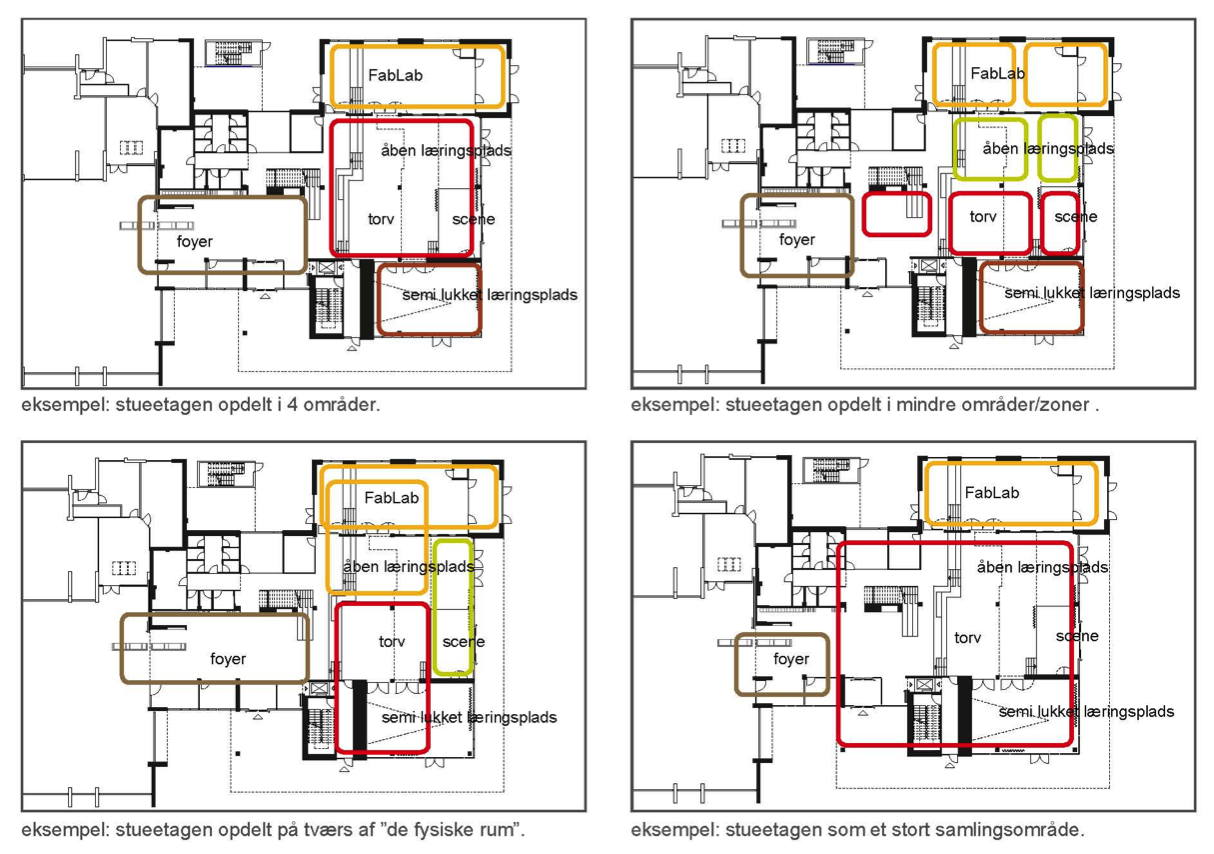 FabLab
åben læringsplads
torv
scene
foyer
semi lukket læringsplads
eksempel: stueetagen opdelt i 4 områder.
FabLab
åben læringsplads
torv
scene
foyer
semi lukket læringsplads
eksempel: stueetagen opdelt i mindre områder/zoner .
FabLab
åben læringsplads
torv
scene
foyer
semi lukket læringsplads
eksempel: stueetagen opdelt på tværs af ”de fysiske rum”.
FabLab
åben læringsplads
torv
scene
foyer
semi lukket læringsplads
eksempel: stueetagen som et stort samlingsområde.